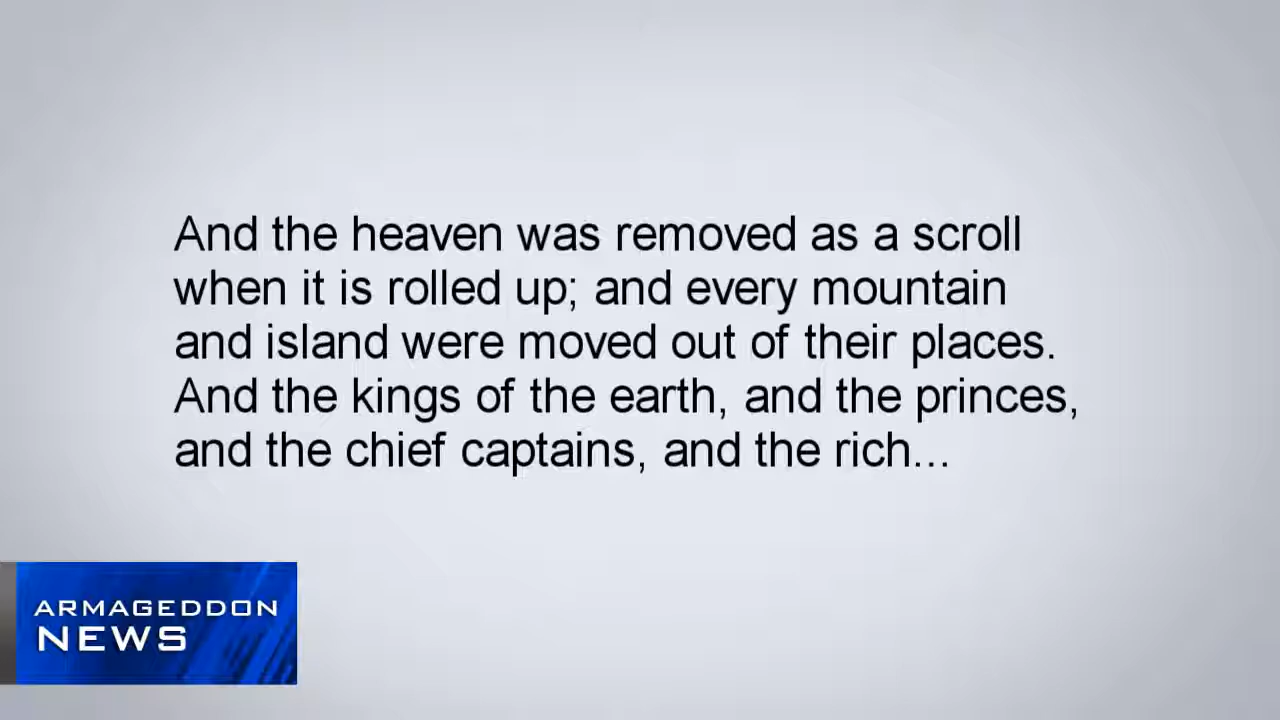 And the heaven was removed as a scroll
when it is rolled up; and every mountain
and island were moved out of their places.
And the kings of the earth, and the princes,
and the chief captains, and the rich...
ARMAGEDDON
NEWS